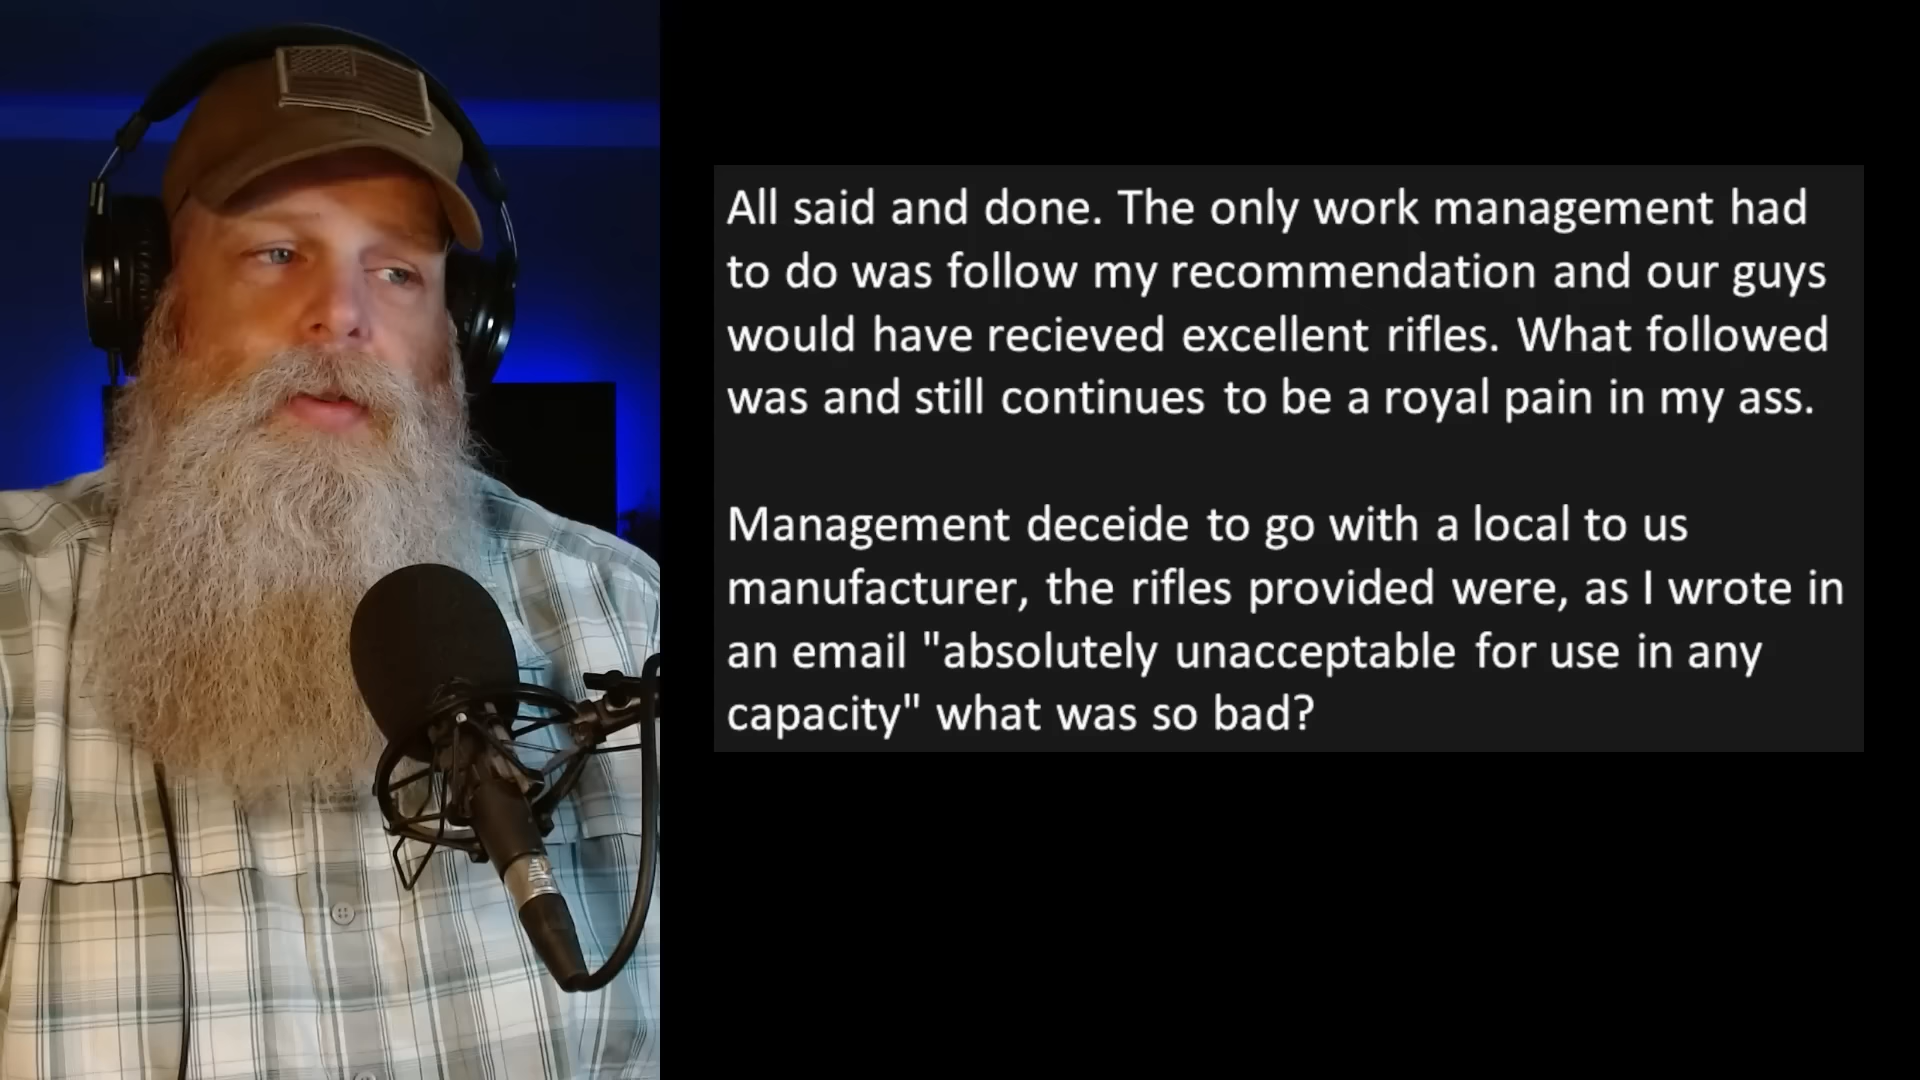 All said and done. The only work management had
to do was follow my recommendation and our guys
would have recieved excellent rifles. What followed
was and still continues to be a royal pain in my ass.
Management deceide to go with a local to us
manufacturer, the rifles provided were, as I wrote in
an email "absolutely unacceptable for use in any
capacity" what was so bad?